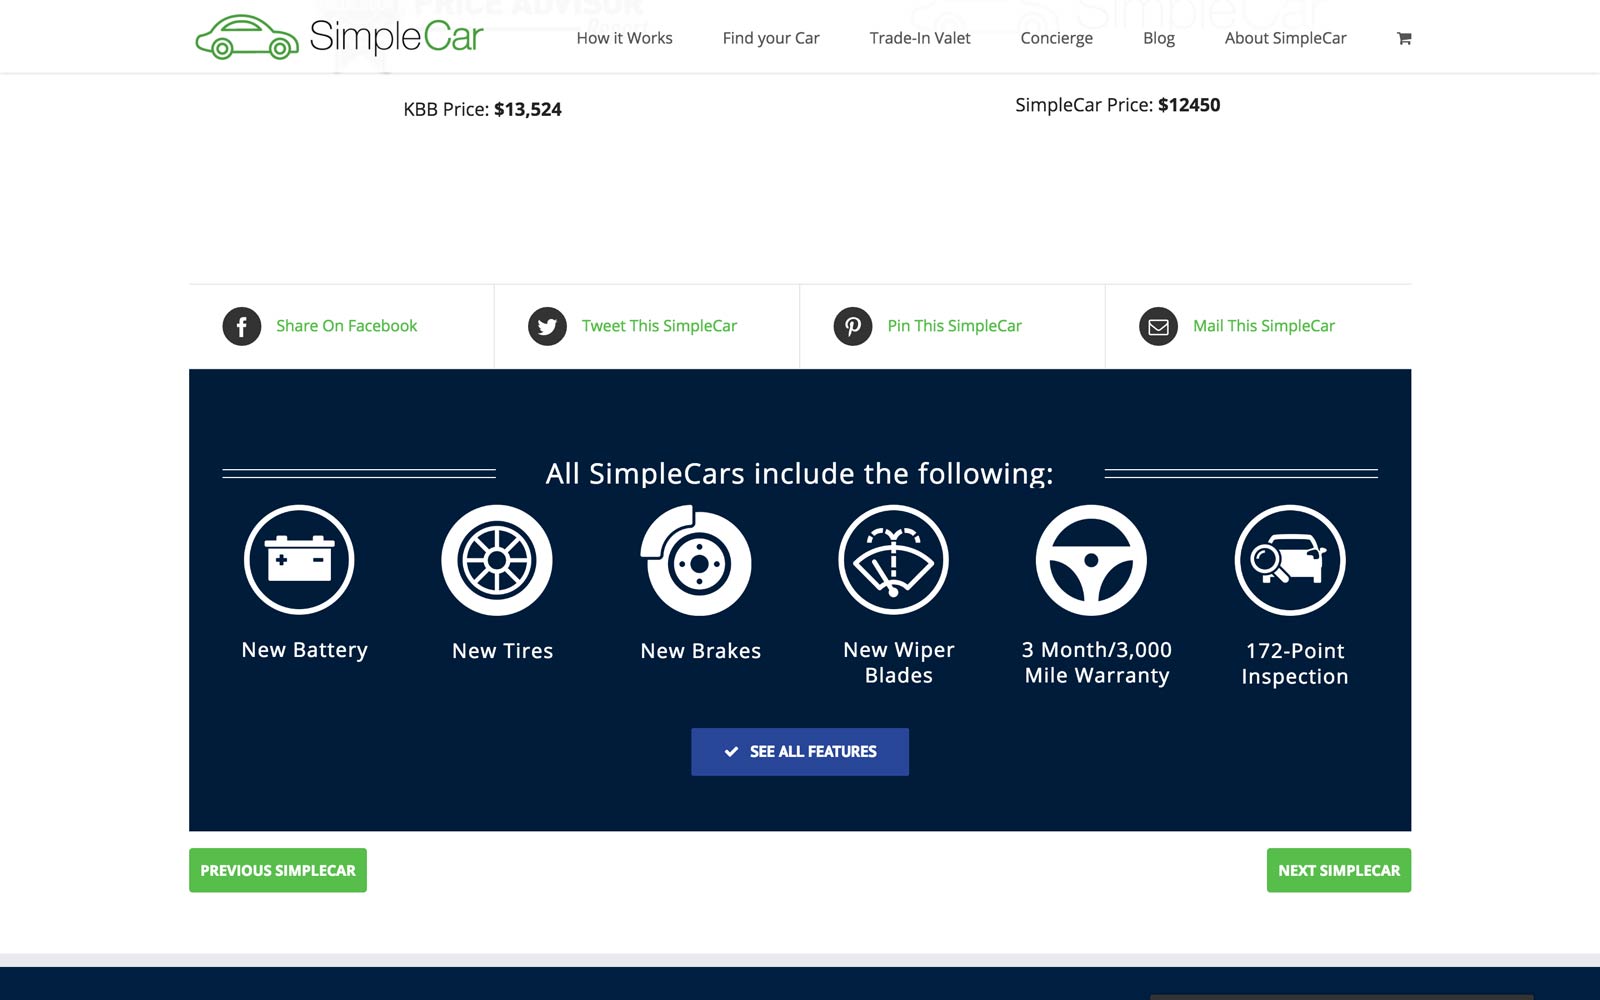 PRICE ADVISOR
SimpleCar
SimpleCar
How it Works
Find your Car
Trade-In Valet
Concierge
Blog
About SimpleCar
KBB Price: $13,524
SimpleCar Price: $12450
Share On Facebook
Tweet This SimpleCar
Pin This SimpleCar
Mail This SimpleCar
All SimpleCars include the following:
New Battery
New Tires
New Brakes
New Wiper
Blades
3 Month/3,000
Mile Warranty
172-Point
Inspection
SEE ALL FEATURES
PREVIOUS SIMPLECAR
NEXT SIMPLECAR